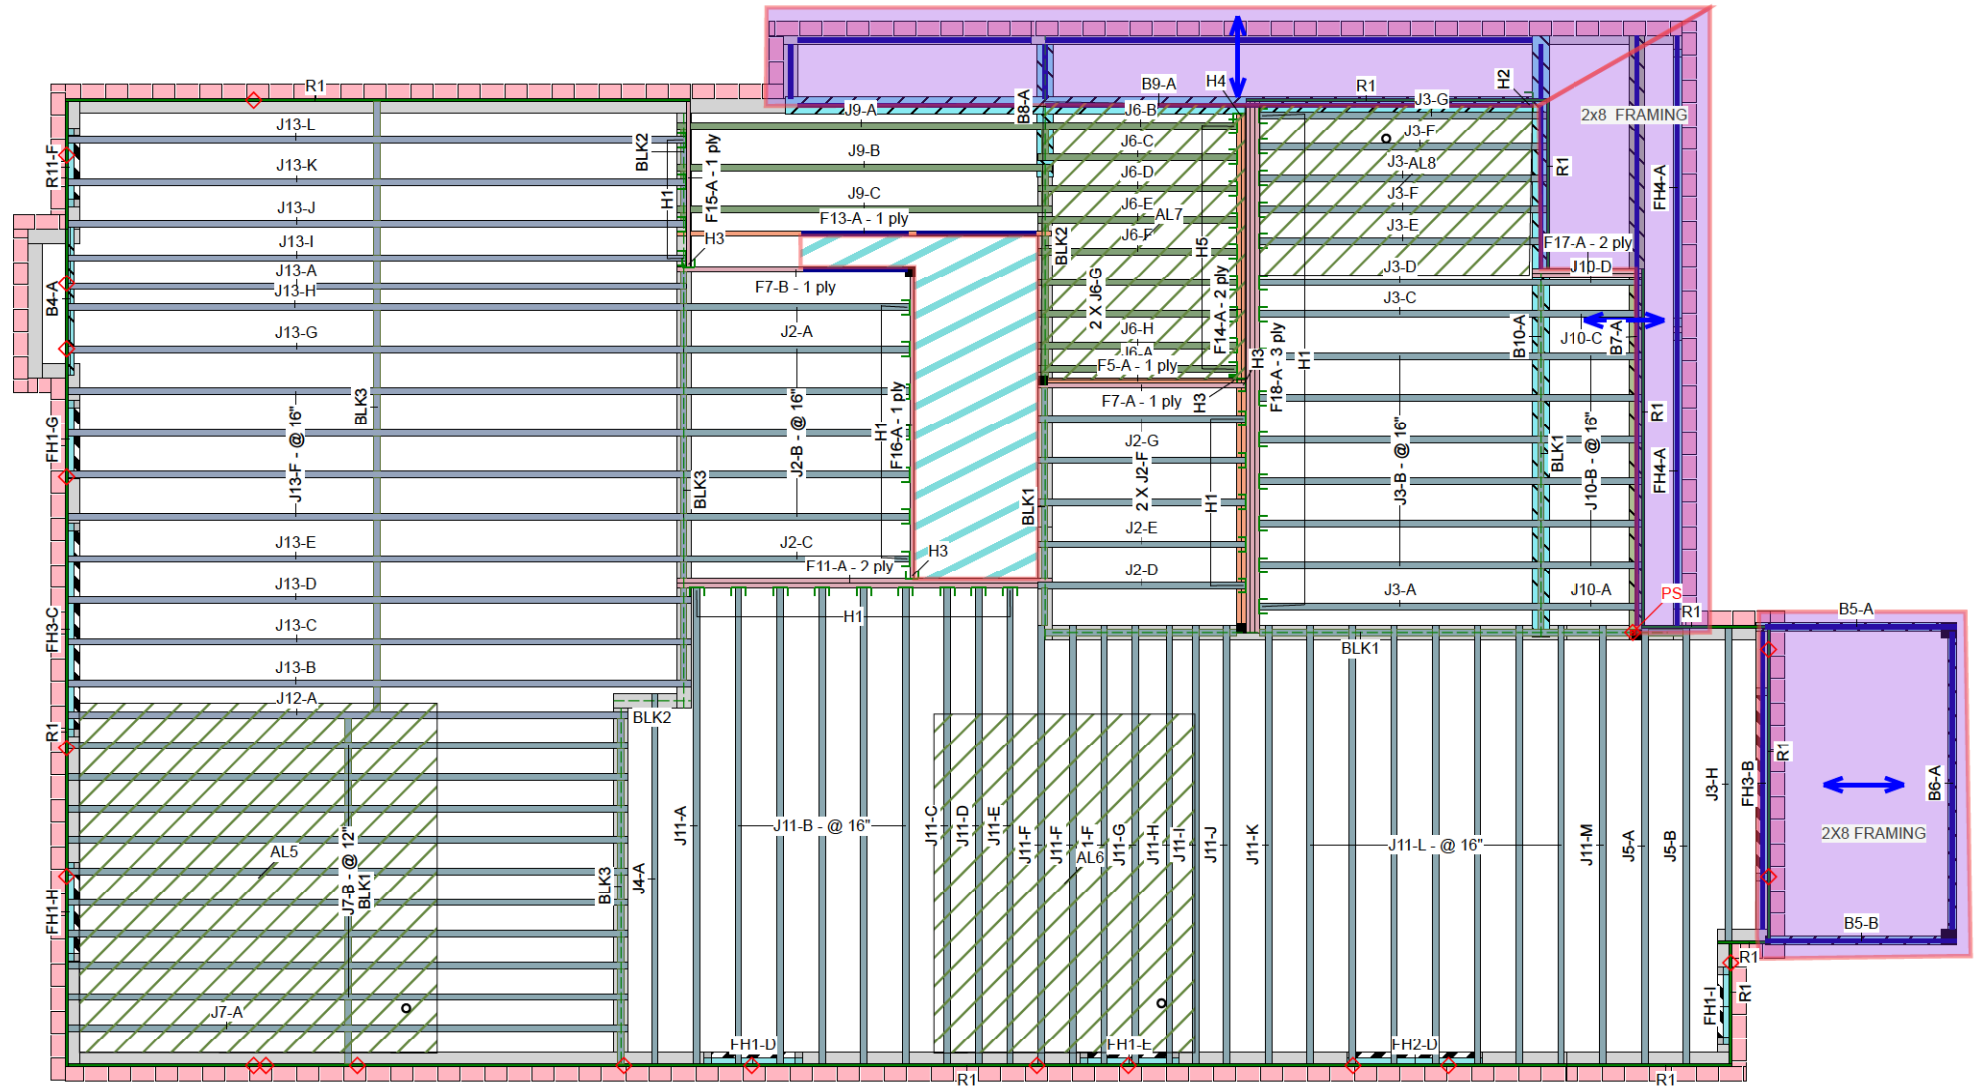 R1
B9-A
H4
R1
H2
J13-L
J9-A
B8-A
J6-B
J3-G
2x8 FRAMING
J3-F
R11-F
J13-K
BLK2
F15-A - 1 ply
J9-B
J6-C
J3-AL8
R1
FH4-A
H1
J9-C
J6-D
J3-F
J13-J
F13-A - 1 ply
J6-E
AL7
J3-E
J13-I
H3
BLK2
J6-F
H5
F17-A - 2 ply
J13-A
J13-H
B4-A
F7-B - 1 ply
2 X J6-G
F14-A - 2 ply
J3-D
J10-D
J3-C
J13-G
J2-A
J6-H
J6-A
B10-A
J10-C
B7-A
F5-A - 1 ply
H3
H1
F18-A - 3 ply
BLK3
J13-F - @ 16"
J2-B - @ 16"
H1
F16-A - 1 ply
F7-A - 1 ply
H3
R1
FH1-G
J2-G
2 X J2-F
J3-B - @ 16"
BLK1
J10-B - @ 16"
FH4-A
BLK3
BLK1
H1
J13-E
J2-C
H3
J2-E
F11-A - 2 ply
J2-D
J13-D
J3-A
J10-A
PS
R1
B5-A
FH3-C
J13-C
H1
BLK1
J13-B
J12-A
BLK2
R1
R1
J3-H
FH3-B
B6-A
J11-A
J11-B - @ 16"
J11-C
J11-D
J11-E
J11-F
J11-F
J11-F
AL6
J11-G
J11-H
J11-I
J11-J
J11-K
J11-L - @ 16"
J11-M
J5-A
J5-B
2X8 FRAMING
AL5
J7-B - @ 12"
BLK1
BLK3
J4-A
FH1-H
B5-B
R1
J7-A
FH1-I
R1
FH1-D
FH1-E
FH2-D
R1
R1